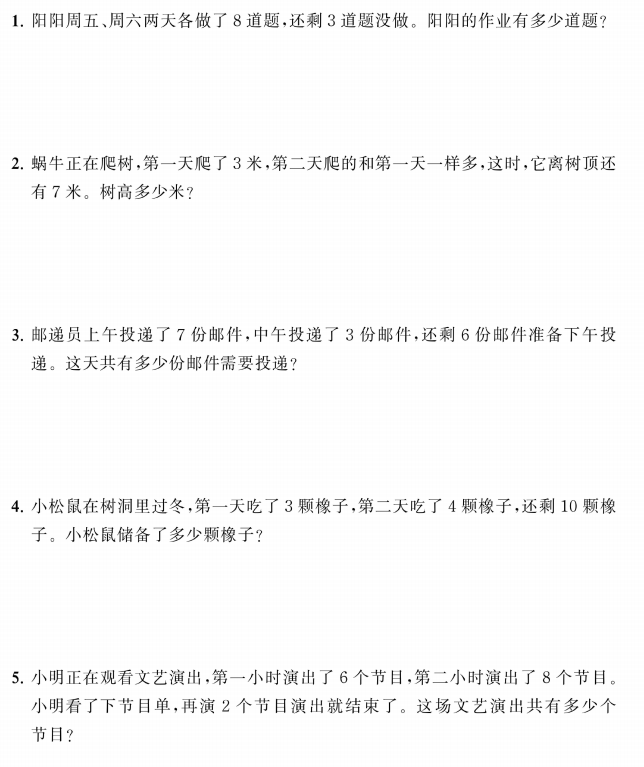 1. 阳阳周五、周六两天各做了 8 道题,还剩 3 道题没做。阳阳的作业有多少道题?
2. 蜗牛正在爬树,第一天爬了 3 米,第二天爬的和第一天一样多,这时,它离树顶还
有 7 米。树高多少米?
3. 邮递员上午投递了 7 份邮件,中午投递了 3 份邮件,还剩 6 份邮件准备下午投
递。这天共有多少份邮件需要投递?
4. 小松鼠在树洞里过冬,第一天吃了 3 颗橡子,第二天吃了 4 颗橡子,还剩 10 颗橡
子。小松鼠储备了多少颗橡子?
5. 小明正在观看文艺演出,第一小时演出了 6 个节目,第二小时演出了 8 个节目。
小明看了下节目单,再演 2 个节目演出就结束了。这场文艺演出共有多少个
节目?